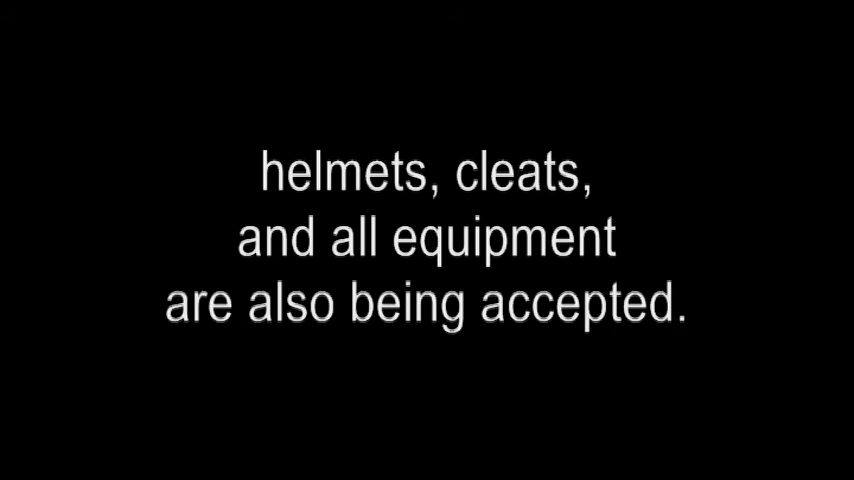 helmets, cleats,
and all equipment
are also being accepted.